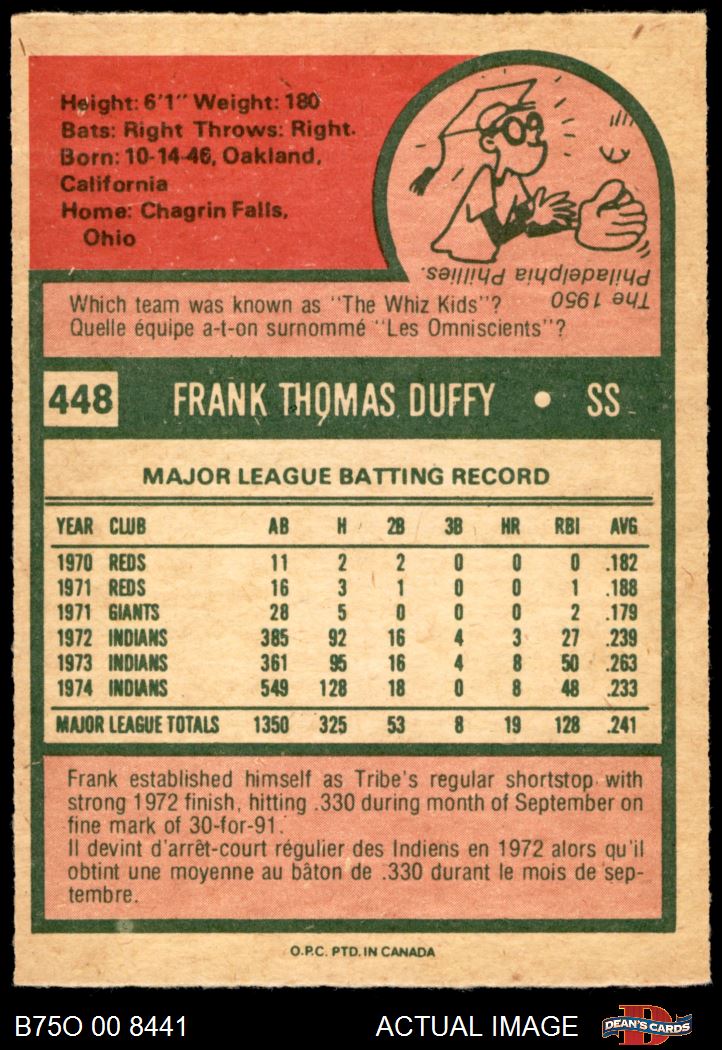 Height: 6'1" Weight: 180
Bats: Right Throws: Right.
Born: 10-14-46, Oakland,
California
Home: Chagrin Falls,
Ohio
The 1950
Philadelphia Phillies.
Which team was known as "The Whiz Kids"?
Quelle équipe a-t-on surnommé "Les Omniscients"?
448 FRANK THOMAS DUFFY • SS
MAJOR LEAGUE BATTING RECORD
YEAR CLUB AB H 2B 3B HR RBI AVG
1970 REDS 11 2 2 0 0 0 .182
1971 REDS 16 3 1 0 0 1 .188
1971 GIANTS 28 5 0 0 0 2 .179
1972 INDIANS 385 92 16 4 3 27 .239
1973 INDIANS 361 95 16 4 8 50 .263
1974 INDIANS 549 128 18 0 8 48 .233
MAJOR LEAGUE TOTALS 1350 325 53 8 19 128 .241
Frank established himself as Tribe's regular shortstop with
strong 1972 finish, hitting .330 during month of September on
fine mark of 30-for-91.
Il devint d'arrêt-court régulier des Indiens en 1972 alors qu'il
obtint une moyenne au bâton de .330 durant le mois de sep-
tembre.
O.P.C. PTD. IN CANADA
B75O 00 8441 ACTUAL IMAGE D DEAN'S CARDS